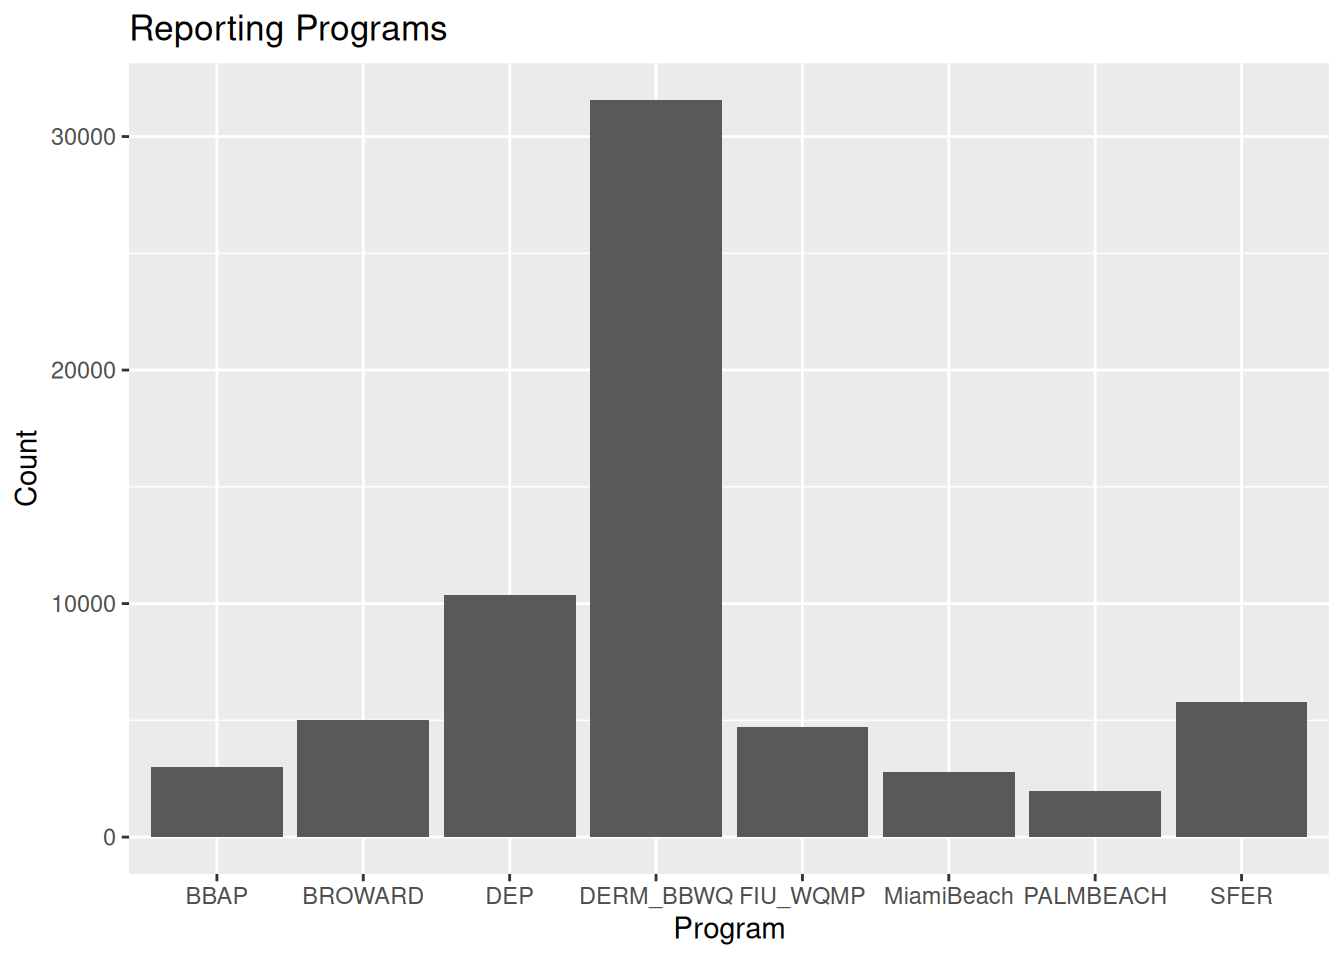 Reporting Programs
30000
20000
10000
0
Count
BBAP BROWARD DEP DERM_BBWQ FIU_WQMP MiamiBeach PALMBEACH SFER
Program